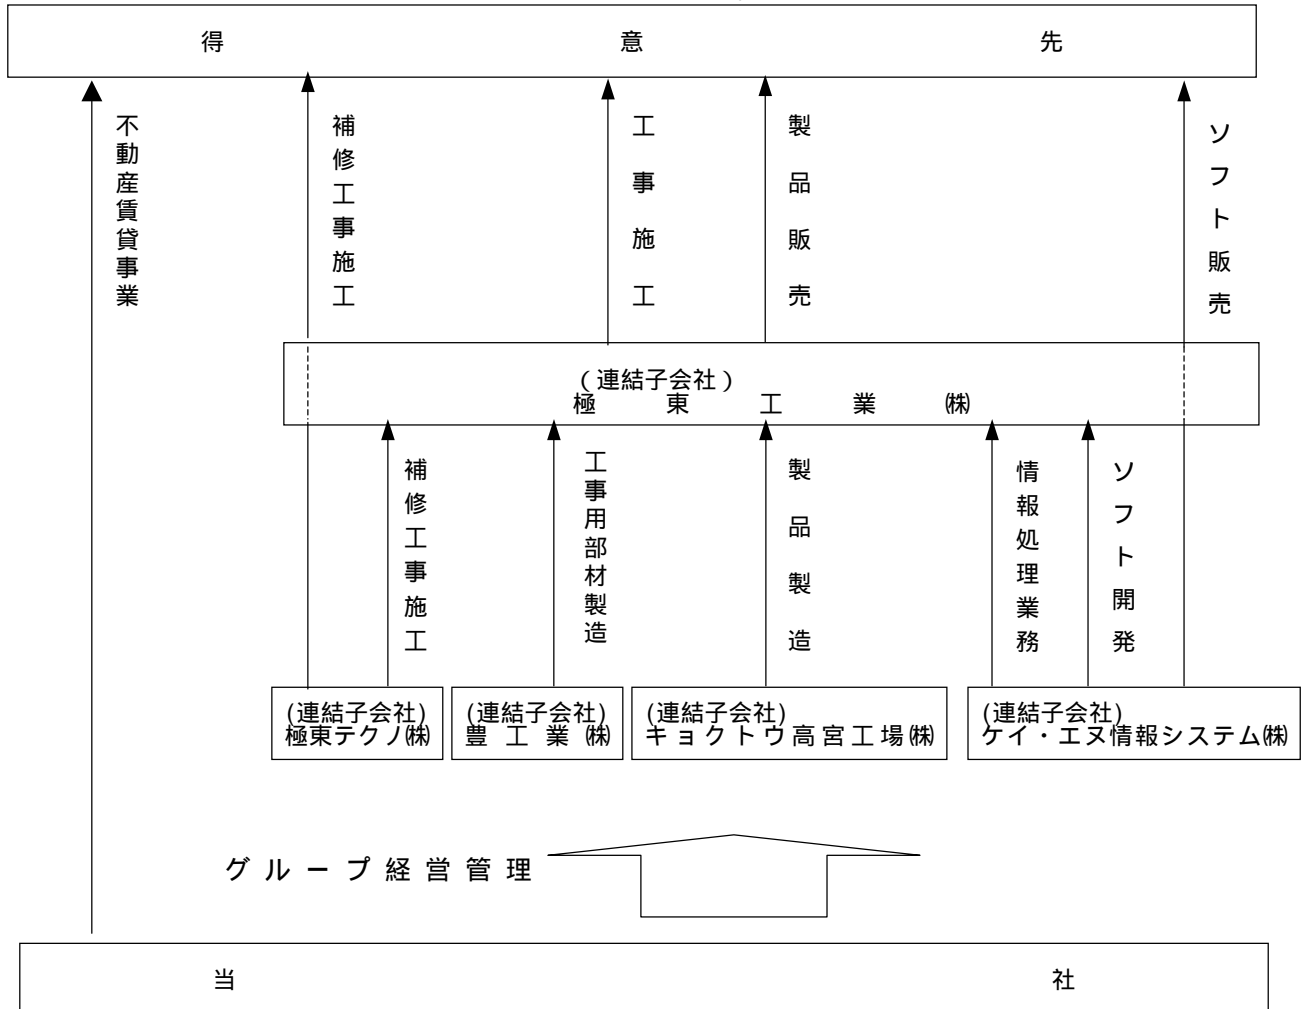 得意先
不動産賃貸事業
補修工事施工
工事施工
製品販売
ソフト販売
(連結子会社)
極東工業㈱
補修工事施工
工事用部材製造
製品製造
情報処理業務
ソフト開発
(連結子会社)
極東テクノ㈱
(連結子会社)
豊工業㈱
(連結子会社)
キョクトウ高宮工場㈱
(連結子会社)
ケイ・エヌ情報システム㈱
グループ経営管理
当社